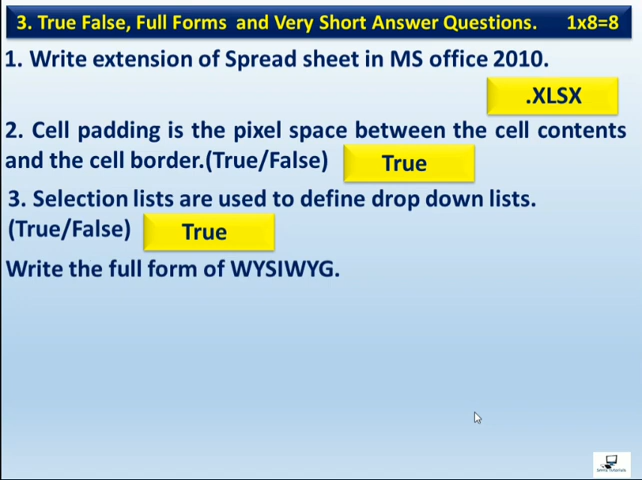 3. True False, Full Forms and Very Short Answer Questions. 1x8=8
1. Write extension of Spread sheet in MS office 2010.
.XLSX
2. Cell padding is the pixel space between the cell contents
and the cell border.(True/False) True
3. Selection lists are used to define drop down lists.
(True/False) True
Write the full form of WYSIWYG.